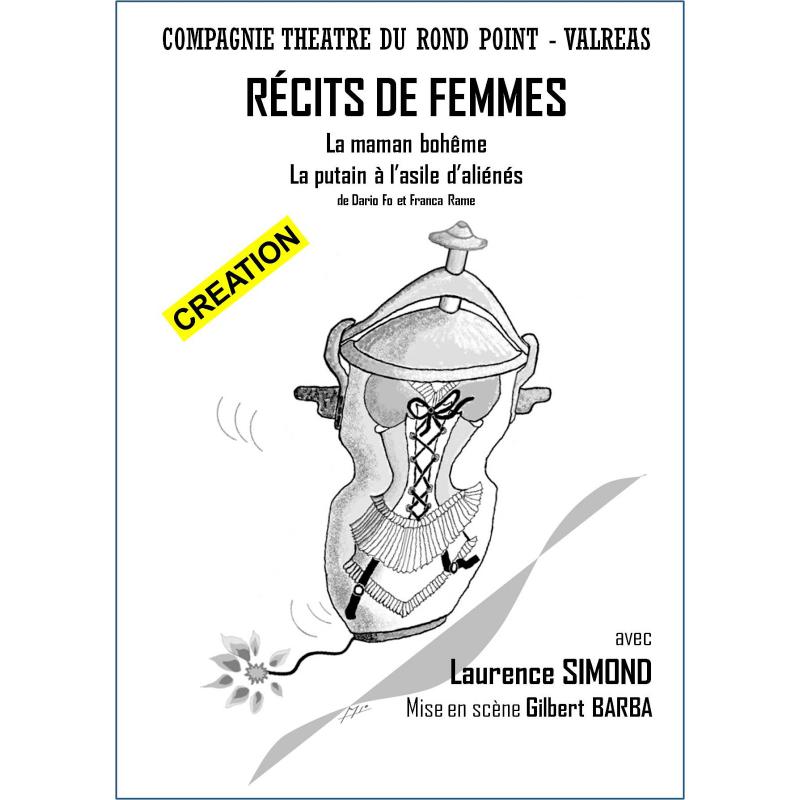 COMPAGNIE THEATRE DU ROND POINT - VALREAS
RÉCITS DE FEMMES
La maman bohême
La putain à l'asile d'aliénés
de Dario Fo et Franca Rame
CREATION
avec
Laurence SIMOND
Mise en scène Gilbert BARBA